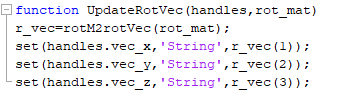 function UpdateRotVec(handles,rot_mat)
r_vec=rotM2rotVec(rot_mat);
set(handles.vec_x,'String',r_vec(1));
set(handles.vec_y,'String',r_vec(2));
set(handles.vec_z,'String',r_vec(3));